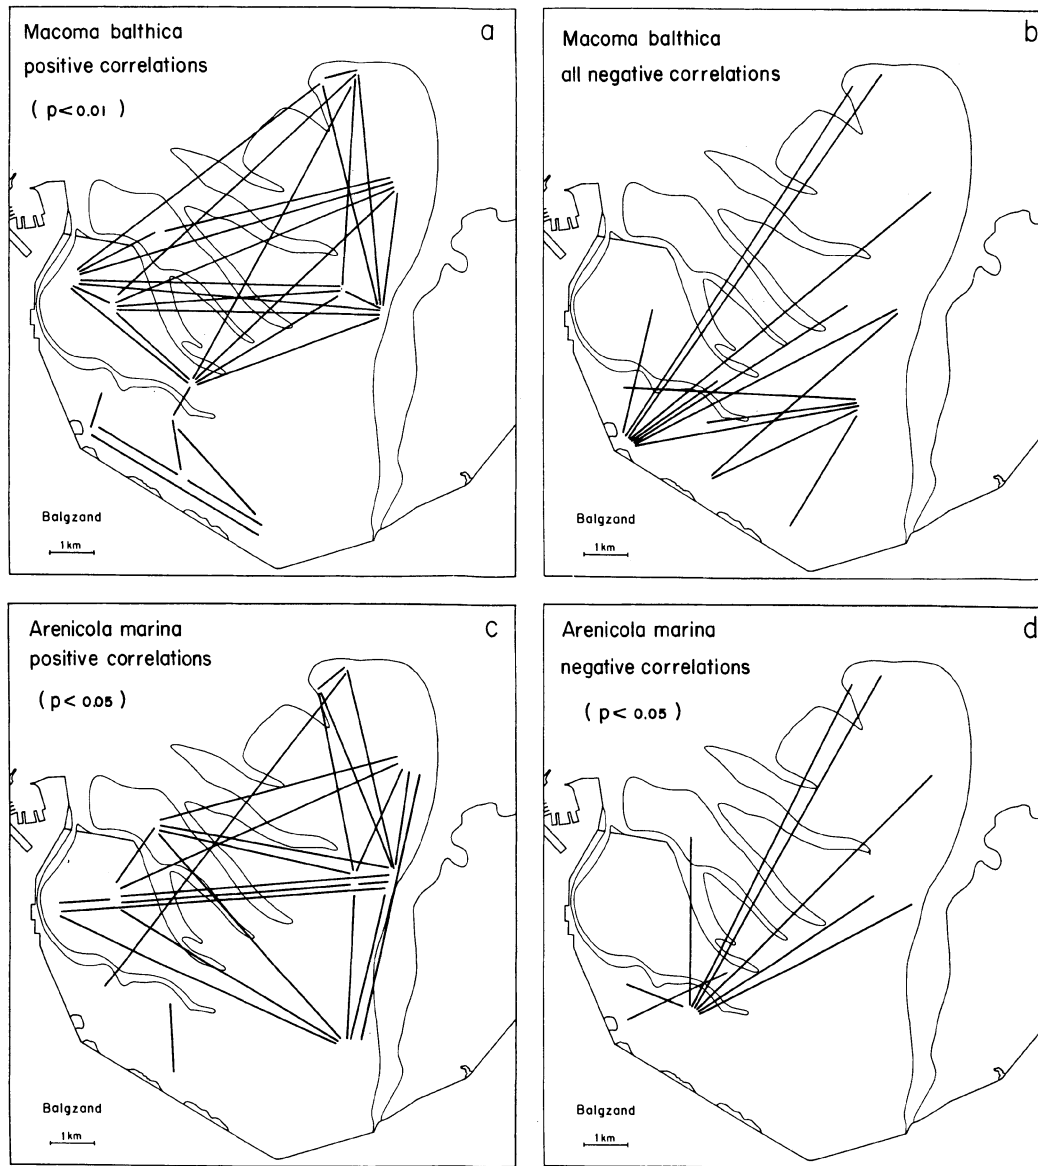 Macoma balthica
positive correlations
( p < 0.01 )
a
Balgzand
1 km
Macoma balthica
all negative correlations
b
Balgzand
1 km
Arenicola marina
positive correlations
( p < 0.05 )
c
Balgzand
1 km
Arenicola marina
negative correlations
( p < 0.05 )
d
Balgzand
1 km